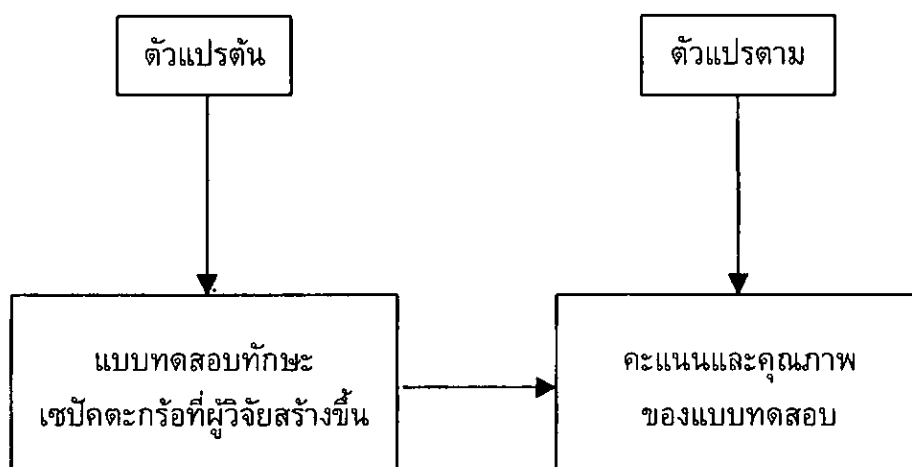 ตัวแปรต้น
ตัวแปรตาม
แบบทดสอบทักษะ
เซปัคตะกร้อที่ผู้วิจัยสร้างขึ้น
คะแนนและคุณภาพ
ของแบบทดสอบ